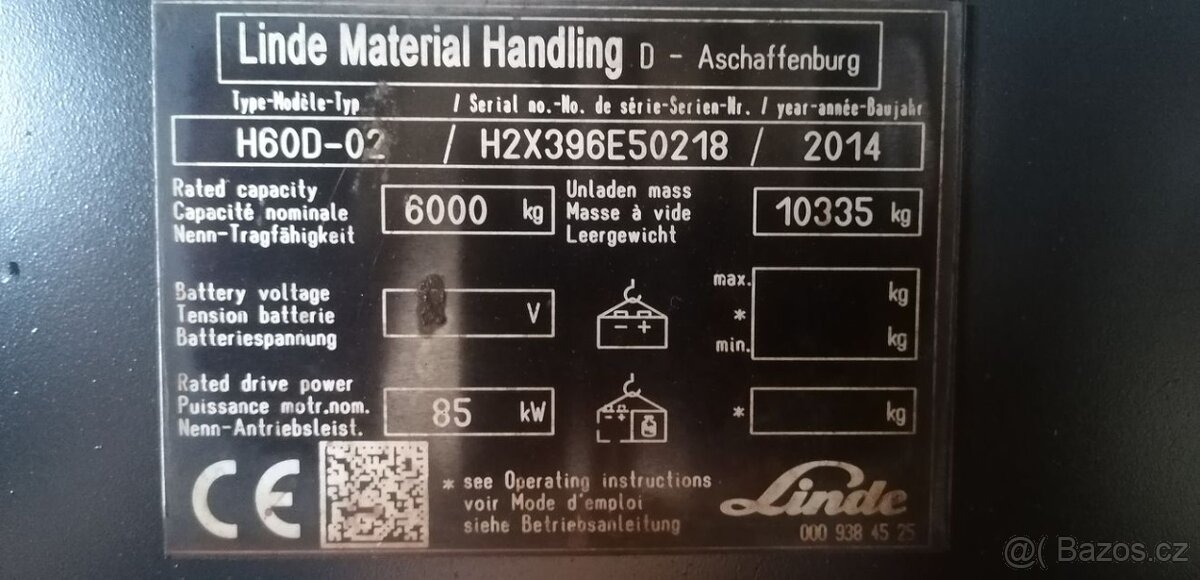 Linde Material Handling D - Aschaffenburg
Type-Modèle-Typ / Serial no.-No. de série-Serien-Nr. / year-année-Baujahr
H60D-02 / H2X396E50218 / 2014
Rated capacity
Capacité nominale
Nenn-Tragfähigkeit
6000 kg
Unladen mass
Masse à vide
Leergewicht
10335 kg
Battery voltage
Tension batterie
Batteriespannung
V
- +
max. kg
*
min. kg
Rated drive power
Puissance motr.nom.
Nenn-Antriebsleist.
85 kW
- +
* kg
CE
* see Operating instructions
voir Mode d'emploi
siehe Betriebsanleitung
Linde
000 938 45 25
@( Bazos.cz